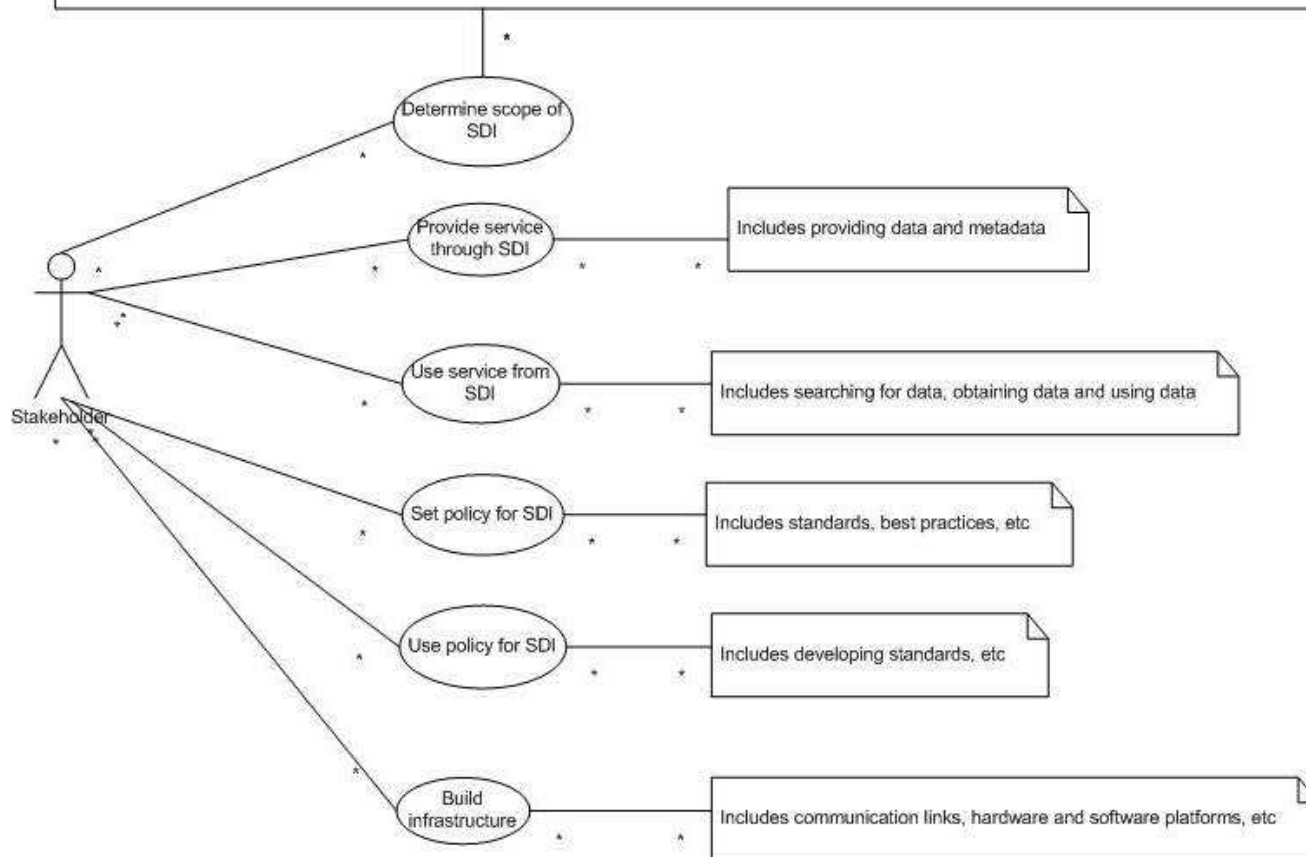 *
Determine scope of
SDI
*
Provide service
through SDI
Includes providing data and metadata
*
*
*
*
*
*
Use service from
SDI
Includes searching for data, obtaining data and using data
*
*
*
Stakeholder
*
*
*
Set policy for SDI
Includes standards, best practices, etc
*
*
*
Use policy for SDI
Includes developing standards, etc
*
*
*
Build
infrastructure
Includes communication links, hardware and software platforms, etc
*
*
*